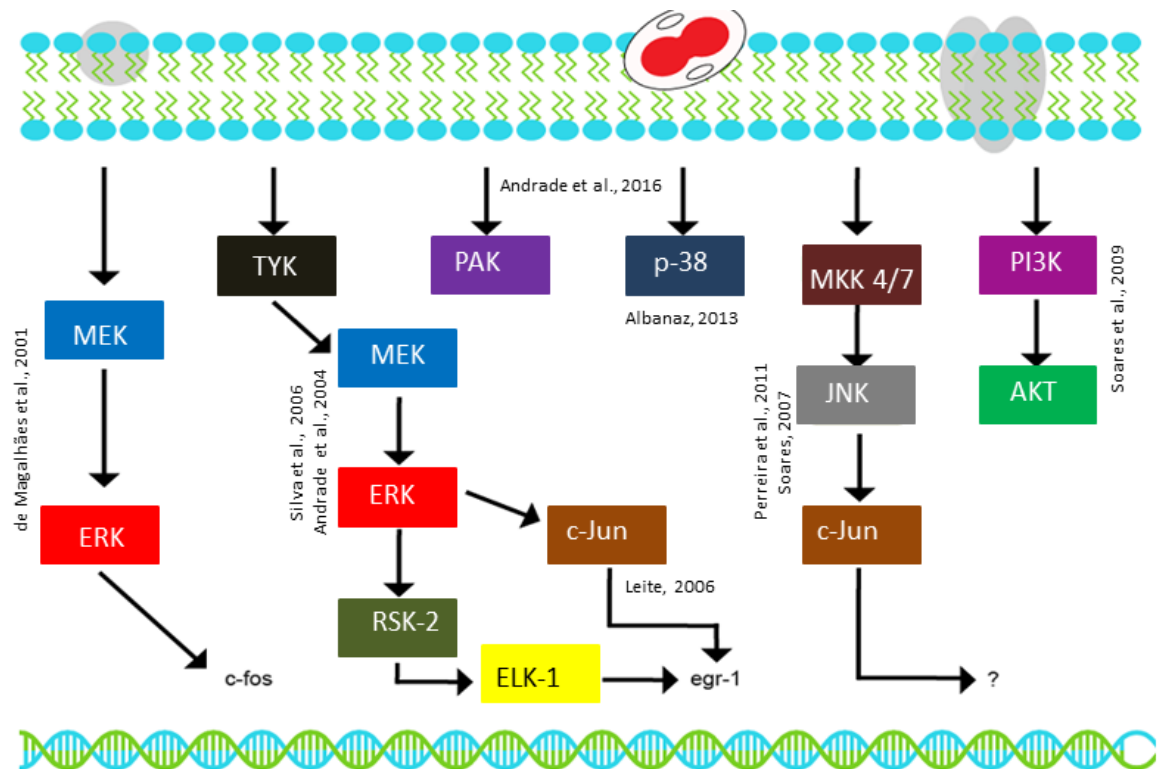 Andrade et al., 2016
TYK
PAK
p-38
MKK 4/7
PI3K
Soares et al., 2009
Albanaz, 2013
MEK
de Magalhães et al., 2001
MEK
Silva et al., 2006
Andrade et al., 2004
JNK
Perreira et al., 2011
Soares, 2007
AKT
ERK
ERK
c-Jun
c-Jun
Leite, 2006
RSK-2
c-fos
ELK-1
egr-1
?